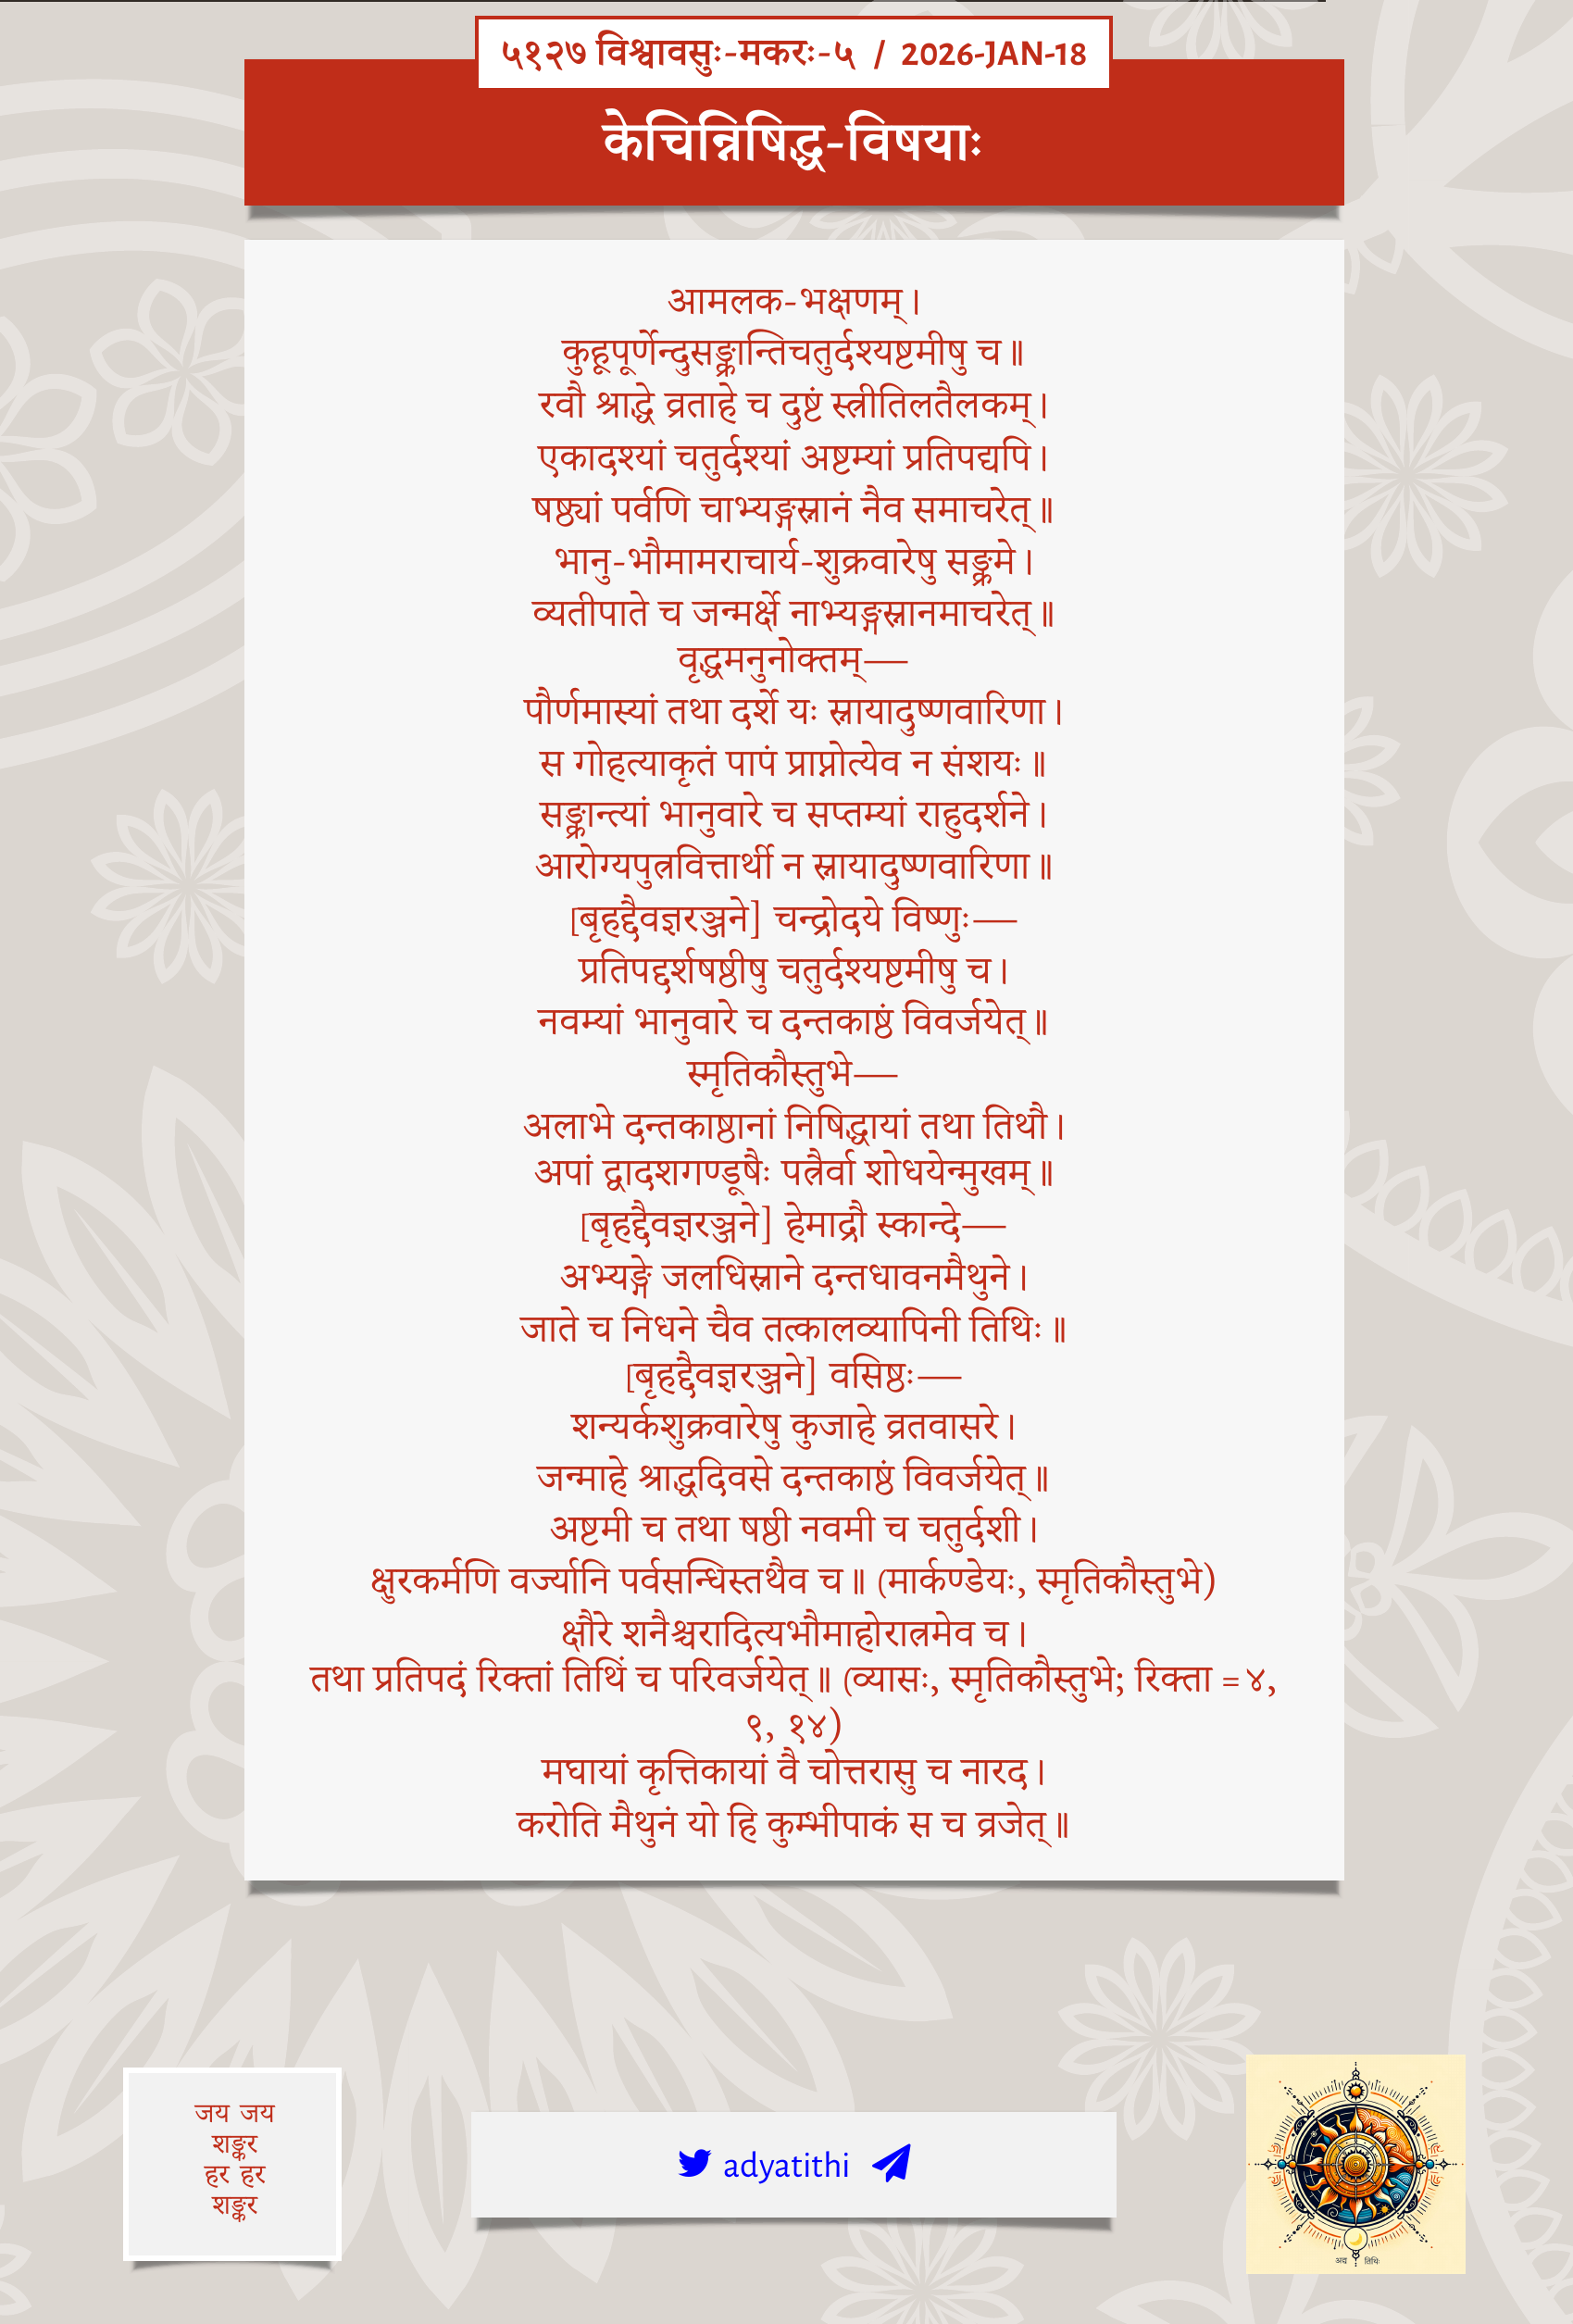 ५१२७ विश्वावसुः-मकरः-५ / 2026-JAN-18
केचिन्निषिद्ध-विषयाः
आमलक-भक्षणम्।
कुहूपूर्णेन्दुसङ्क्रान्तिचतुर्दश्यष्टमीषु च॥
रवौ श्राद्धे व्रताहे च दुष्टं स्त्रीतिलतैलकम्।
एकादश्यां चतुर्दश्यां अष्टम्यां प्रतिपद्यपि।
षष्ठ्यां पर्वणि चाभ्यङ्गस्नानं नैव समाचरेत्॥
भानु-भौमामराचार्य-शुक्रवारेषु सङ्क्रमे।
व्यतीपाते च जन्मर्क्षे नाभ्यङ्गस्नानमाचरेत्॥
वृद्धमनुनोक्तम्—
पौर्णमास्यां तथा दर्शे यः स्नायादुष्णवारिणा।
स गोहत्याकृतं पापं प्राप्नोत्येव न संशयः॥
सङ्क्रान्त्यां भानुवारे च सप्तम्यां राहुदर्शने।
आरोग्यपुत्रवित्तार्थी न स्नायादुष्णवारिणा॥
[बृहद्दैवज्ञरञ्जने] चन्द्रोदये विष्णुः—
प्रतिपद्दर्शषष्ठीषु चतुर्दश्यष्टमीषु च।
नवम्यां भानुवारे च दन्तकाष्ठं विवर्जयेत्॥
स्मृतिकौस्तुभे—
अलाभे दन्तकाष्ठानां निषिद्धायां तथा तिथौ।
अपां द्वादशगण्डूषैः पत्रैर्वा शोधयेन्मुखम्॥
[बृहद्दैवज्ञरञ्जने] हेमाद्रौ स्कान्दे—
अभ्यङ्गे जलधिस्नाने दन्तधावनमैथुने।
जाते च निधने चैव तत्कालव्यापिनी तिथिः॥
[बृहद्दैवज्ञरञ्जने] वसिष्ठः—
शन्यर्कशुक्रवारेषु कुजाहे व्रतवासरे।
जन्माहे श्राद्धदिवसे दन्तकाष्ठं विवर्जयेत्॥
अष्टमी च तथा षष्ठी नवमी च चतुर्दशी।
क्षुरकर्मणि वर्ज्यानि पर्वसन्धिस्तथैव च॥ (मार्कण्डेयः, स्मृतिकौस्तुभे)
क्षौरे शनैश्चरादित्यभौमाहोरात्रमेव च।
तथा प्रतिपदं रिक्तां तिथिं च परिवर्जयेत्॥ (व्यासः, स्मृतिकौस्तुभे; रिक्ता =४,
९, १४)
मघायां कृत्तिकायां वै चोत्तरासु च नारद।
करोति मैथुनं यो हि कुम्भीपाकं स च व्रजेत्॥
जय जय
शङ्कर
हर हर
शङ्कर
adyatithi
अद्य तिथिः